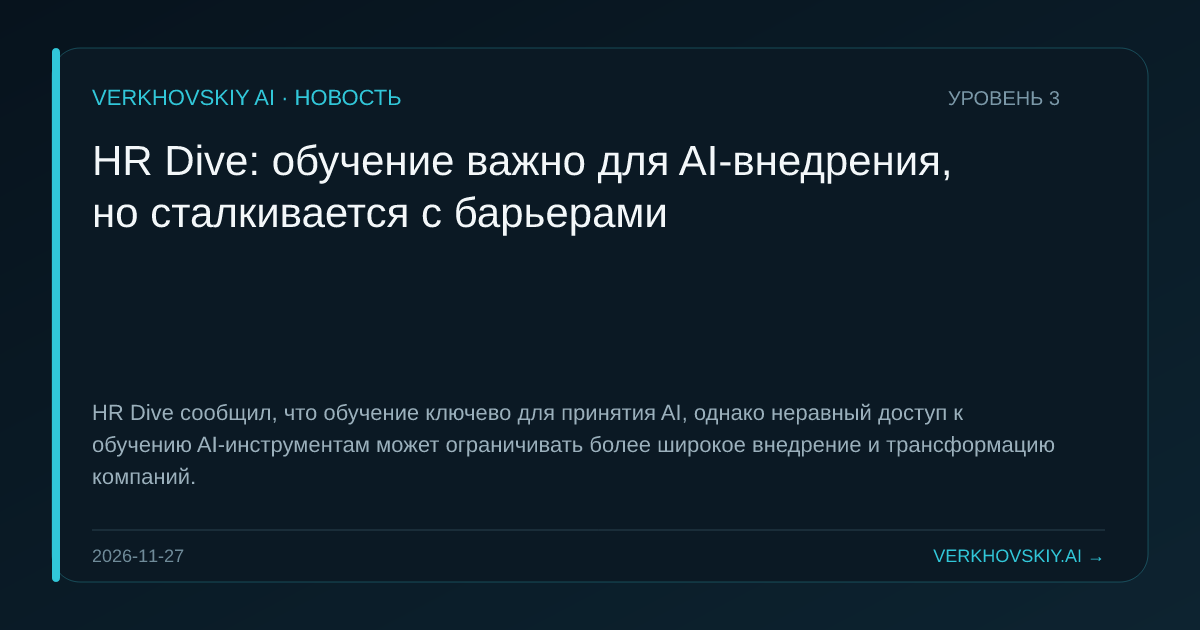 VERKHOVSKIY AI · НОВОСТЬ
УРОВЕНЬ 3
HR Dive: обучение важно для AI-внедрения,
но сталкивается с барьерами
HR Dive сообщил, что обучение ключево для принятия AI, однако неравный доступ к
обучению AI-инструментам может ограничивать более широкое внедрение и трансформацию
компаний.
2026-11-27
VERKHOVSKIY.AI →